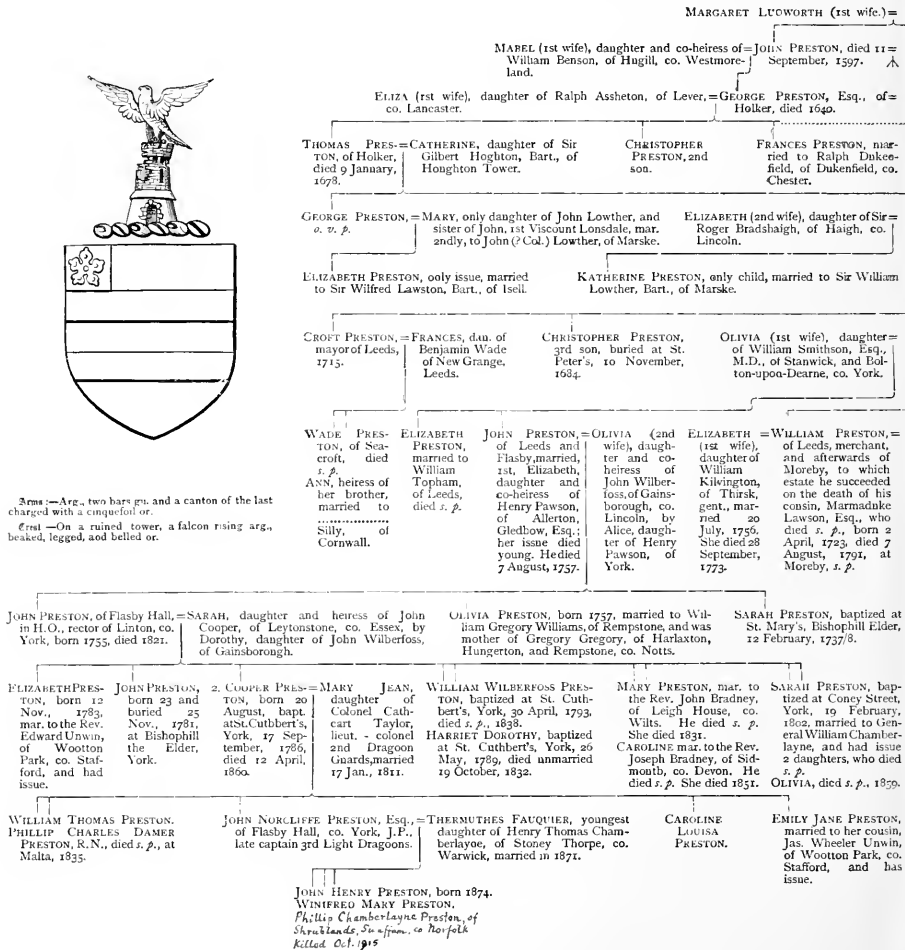 MARGARET LUDWORTH (1st wife.)=
MABEL (1st wife), daughter and co-heiress of=JOHN PRESTON, died 11=
William Benson, of Hugill, co. Westmore-
land.
September, 1597.
ELIZA (1st wife), daughter of Ralph Assheton, of Lever,=GEORGE PRESTON, Esq., of=
co. Lancaster.
Holker, died 1640.
THOMAS PRES-
TON, of Holker,
died 9 January,
1678.
=CATHERINE, daughter of Sir
Gilbert Hoghton, Bart., of
Honghton Tower.
CHRISTOPHER
PRESTON, 2nd
son.
FRANCES PRESTON, mar-
ried to Ralph Duken-
field, of Dukenfield, co.
Chester.
GEORGE PRESTON,
o. v. p.
=MARY, only daughter of John Lowther, and
sister of John, 1st Viscount Lonsdale, mar.
2ndly, to John (? Col.) Lowther, of Marske.
ELIZABETH (2nd wife), daughter of Sir=
Roger Bradshaigh, of Haigh, co.
Lincoln.
ELIZABETH PRESTON, ooly issue, married
to Sir Wilfred Lawston, Bart., of Isell.
KATHERINE PRESTON, only child, married to Sir William
Lowther, Bart., of Marske.
CROFT PRESTON,
mayor of Leeds,
1715.
=FRANCES, dau. of
Benjamin Wade
of New Grange,
Leeds.
CHRISTOPHER PRESTON,
3rd son, buried at St.
Peter's, 10 November,
1684.
OLIVIA (1st wife), daughter=
of William Smithson, Esq.,
M.D., of Stanwick, and Bol-
ton-upon-Dearne, co. York.
WADE PRES-
TON, of Sea-
croft, died
s. p.
ANN, heiress of
her brother,
married to
...............
Silly, of
Cornwall.
ELIZABETH
PRESTON,
married to
William
Topham,
of Leeds,
died s. p.
JOHN PRESTON,
of Leeds and
Flasby, married,
1st, Elizabeth,
daughter and
co-heiress of
Henry Pawson,
of Allerton,
Gledbow, Esq.;
her issue died
young. He died
7 August, 1757.
=OLIVIA (2nd
wife), daugh-
ter and co-
heiress of
John Wilber-
foss, of Gains-
borough, co.
Lincoln, by
Alice, daugh-
ter of Henry
Pawson, of
York.
ELIZABETH
(1st wife),
daughter of
William
Kilvington,
of Thirsk,
gent., mar-
ried 20
July, 1756.
She died 28
September,
1773.
=WILLIAM PRESTON,=
of Leeds, merchant,
and afterwards of
Moreby, to which
estate he succeeded
on the death of his
consin, Marmaduke
Lawson, Esq., who
died s. p., born 2
April, 1723, died 7
August, 1791, at
Moreby, s. p.
Arms:—Arg., two bars gu. and a canton of the last
charged with a cinquefoil or.
Crest—On a ruined tower, a falcon rising arg.,
beaked, legged, and belled or.
JOHN PRESTON, of Flasby Hall,
in H.O., rector of Linton, co.
York, born 1755, died 1821.
=SARAH, daughter and heiress of John
Cooper, of Leytonstone, co. Essex, by
Dorothy, daughter of John Wilberfoss,
of Gainsborough.
OLIVIA PRESTON, born 1757, married to Wil-
liam Gregory Williams, of Rempstone, and was
mother of Gregory Gregory, of Harlaxton,
Hungerton, and Rempstone, co. Notts.
SARAH PRESTON, baptized at
St. Mary's, Bishophill Elder,
12 February, 1737/8.
ELIZABETH PRES-
TON, born 12
Nov., 1783,
mar. to the Rev.
Edward Unwin,
of Wootton
Park, co. Staf-
ford, and had
issue.
JOHN PRESTON,
born 23 and
buried 25
Nov., 1781,
at Bishophill
the Elder,
York.
2. COOPER PRES-
TON, born 20
August, bapt.
at St. Cuthbert's,
York, 17 Sep-
tember, 1786,
died 12 April,
1860.
=MARY JEAN,
daughter of
Colonel Cath-
cart Taylor,
lieut. - colonel
2nd Dragoon
Guards, married
17 Jan., 1811.
WILLIAM WILBERFOSS PRES-
TON, baptized at St. Cuth-
bert's, York, 30 April, 1793,
died s. p., 1838.
HARRIET DOROTHY, baptized
at St. Cuthbert's, York, 26
May, 1789, died unmarried
19 October, 1832.
MARY PRESTON, mar. to
the Rev. John Bradney,
of Leigh House, co.
Wilts. He died s. p.
She died 1831.
CAROLINE mar. to the Rev.
Joseph Bradney, of Sid-
month, co. Devon. He
died s. p. She died 1851.
SARAH PRESTON, bap-
tized at Coney Street,
York, 19 February,
1802, married to Gen-
eral William Chamber-
layne, and had issue
2 daughters, who died
s. p.
OLIVIA, died s. p., 1859.
WILLIAM THOMAS PRESTON.
PHILLIP CHARLES DAMER
PRESTON, R.N., died s. p., at
Malta, 1835.
JOHN NORCLIFFE PRESTON, Esq.,
of Flasby Hall, co. York, J.P.,
late captain 3rd Light Dragoons.
=THERMUTHES FAUQUIER, youngest
daughter of Henry Thomas Cham-
berlayoe, of Stoney Thorpe, co.
Warwick, married in 1871.
CAROLINE
LOUISA
PRESTON.
EMILY JANE PRESTON,
married to her cousin,
Jas. Wheeler Unwin,
of Wootton Park, co.
Stafford, and has
issue.
JOHN HENRY PRESTON, born 1874.
WINIFRED MARY PRESTON,
Phillip Chamberlayne Preston, of
Shrublands, Swaffam, co Norfolk
Killed Oct. 1915